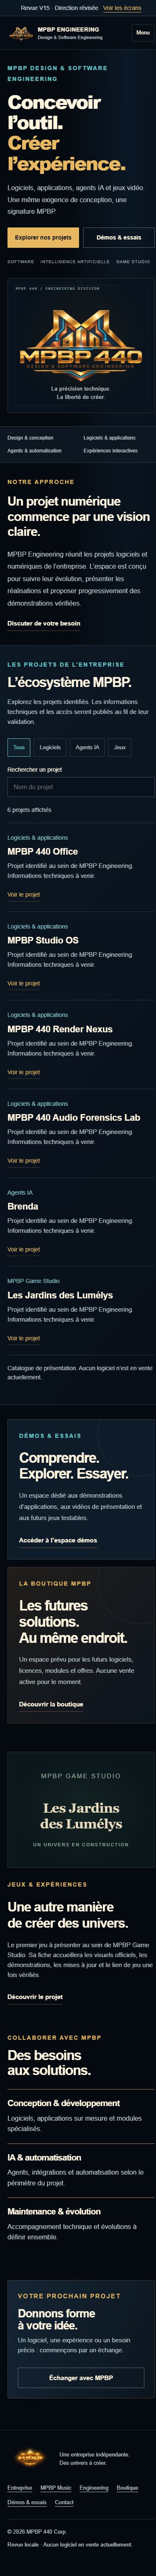 Revue V15 · Direction révisée Voir les écrans
MPBP ENGINEERING
Design & Software Engineering
Menu
MPBP DESIGN & SOFTWARE
ENGINEERING
Concevoir
l’outil.
Créer
l’expérience.
Logiciels, applications, agents IA et jeux vidéo.
Une même exigence de conception, une
signature MPBP.
Explorer nos projets
Démos & essais
SOFTWARE INTELLIGENCE ARTIFICIELLE GAME STUDIO
MPBP 440 / ENGINEERING DIVISION
MPBP440
DESIGN & SOFTWARE ENGINEERING
La précision technique.
La liberté de créer.
Design & conception
Logiciels & applications
Agents & automatisation
Expériences interactives
NOTRE APPROCHE
Un projet numérique
commence par une vision
claire.
MPBP Engineering réunit les projets logiciels et
numériques de l’entreprise. L’espace est conçu
pour suivre leur évolution, présenter les
réalisations et proposer progressivement des
démonstrations vérifiées.
Discuter de votre besoin
LES PROJETS DE L’ENTREPRISE
L’écosystème MPBP.
Explorez les projets identifiés. Les informations
techniques et les accès seront publiés au fil de leur
validation.
Tous
Logiciels
Agents IA
Jeux
Rechercher un projet
Nom du projet
6 projets affichés
Logiciels & applications
MPBP 440 Office
Projet identifié au sein de MPBP Engineering.
Informations techniques à venir.
Voir le projet
Logiciels & applications
MPBP Studio OS
Projet identifié au sein de MPBP Engineering.
Informations techniques à venir.
Voir le projet
Logiciels & applications
MPBP 440 Render Nexus
Projet identifié au sein de MPBP Engineering.
Informations techniques à venir.
Voir le projet
Logiciels & applications
MPBP 440 Audio Forensics Lab
Projet identifié au sein de MPBP Engineering.
Informations techniques à venir.
Voir le projet
Agents IA
Brenda
Projet identifié au sein de MPBP Engineering.
Informations techniques à venir.
Voir le projet
MPBP Game Studio
Les Jardins des Lumélys
Projet identifié au sein de MPBP Engineering.
Informations techniques à venir.
Voir le projet
Catalogue de présentation. Aucun logiciel n’est en vente
actuellement.
DÉMOS & ESSAIS
Comprendre.
Explorer. Essayer.
Un espace dédié aux démonstrations
d’applications, aux vidéos de présentation et
aux futurs jeux testables.
Accéder à l’espace démos
LA BOUTIQUE MPBP
Les futures
solutions.
Au même endroit.
Un espace prévu pour les futurs logiciels,
licences, modules et offres. Aucune vente
active pour le moment.
Découvrir la boutique
MPBP GAME STUDIO
Les Jardins
des Lumélys
UN UNIVERS EN CONSTRUCTION
JEUX & EXPÉRIENCES
Une autre manière
de créer des univers.
Le premier jeu à présenter au sein de MPBP Game
Studio. Sa fiche accueillera les visuels officiels, les
démonstrations, les mises à jour et le lien de jeu une
fois vérifiés.
Découvrir le projet
COLLABORER AVEC MPBP
Des besoins
aux solutions.
Conception & développement
Logiciels, applications sur mesure et modules
spécialisés.
IA & automatisation
Agents, intégrations et automatisation selon le
périmètre du projet.
Maintenance & évolution
Accompagnement technique et évolutions à
définir ensemble.
VOTRE PROCHAIN PROJET
Donnons forme
à votre idée.
Un logiciel, une expérience ou un besoin
précis : commençons par un échange.
Échanger avec MPBP
Une entreprise indépendante.
Des univers à créer.
Entreprise MPBP Music Engineering Boutique
Démos & essais Contact
© 2026 MPBP 440 Corp.
Revue locale · Aucun logiciel en vente actuellement.